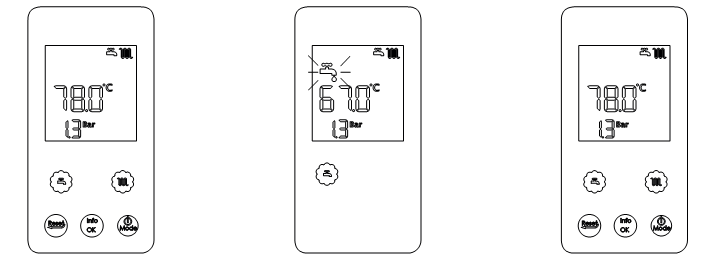 78.0 °C
1.3 Bar
Reset
Info
OK
Mode
67.0 °C
1.3 Bar
78.0 °C
1.3 Bar
Reset
Info
OK
Mode